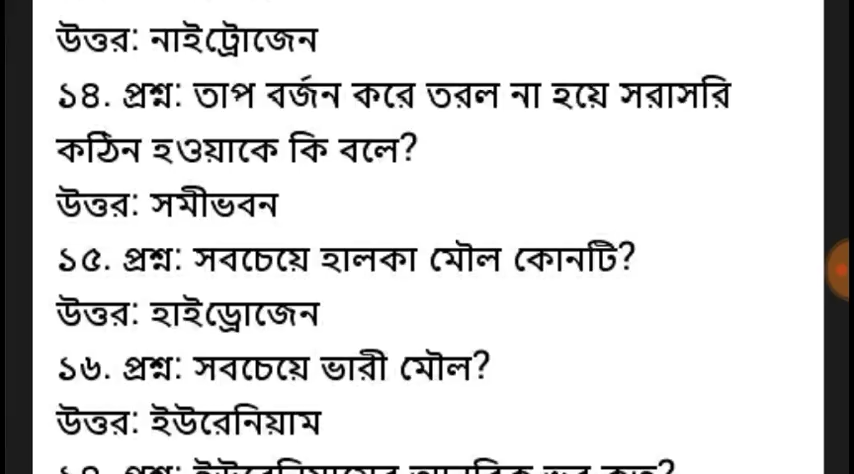 উত্তর: নাইট্রোজেন
১৪. প্রশ্ন: তাপ বর্জন করে তরল না হয়ে সরাসরি
কঠিন হওয়াকে কি বলে?
উত্তর: সমীভবন
১৫. প্রশ্ন: সবচেয়ে হালকা মৌল কোনটি?
উত্তর: হাইড্রোজেন
১৬. প্রশ্ন: সবচেয়ে ভারী মৌল?
উত্তর: ইউরেনিয়াম